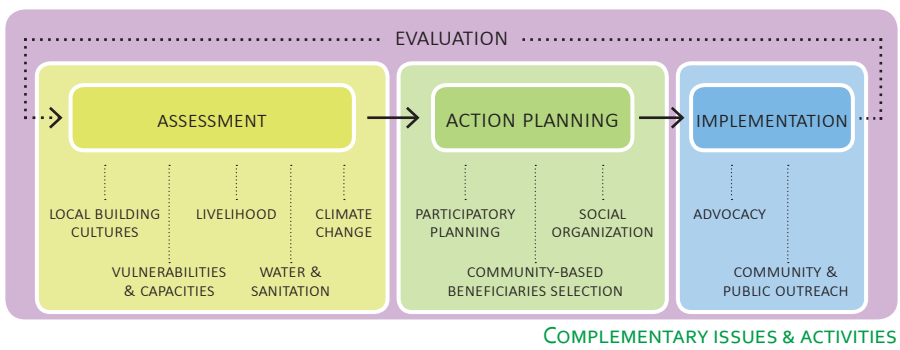 EVALUATION
ASSESSMENT
ACTION PLANNING
IMPLEMENTATION
LOCAL BUILDING
CULTURES
VULNERABILITIES
& CAPACITIES
LIVELIHOOD
WATER &
SANITATION
CLIMATE
CHANGE
PARTICIPATORY
PLANNING
COMMUNITY-BASED
BENEFICIARIES SELECTION
SOCIAL
ORGANIZATION
ADVOCACY
COMMUNITY &
PUBLIC OUTREACH
COMPLEMENTARY ISSUES & ACTIVITIES